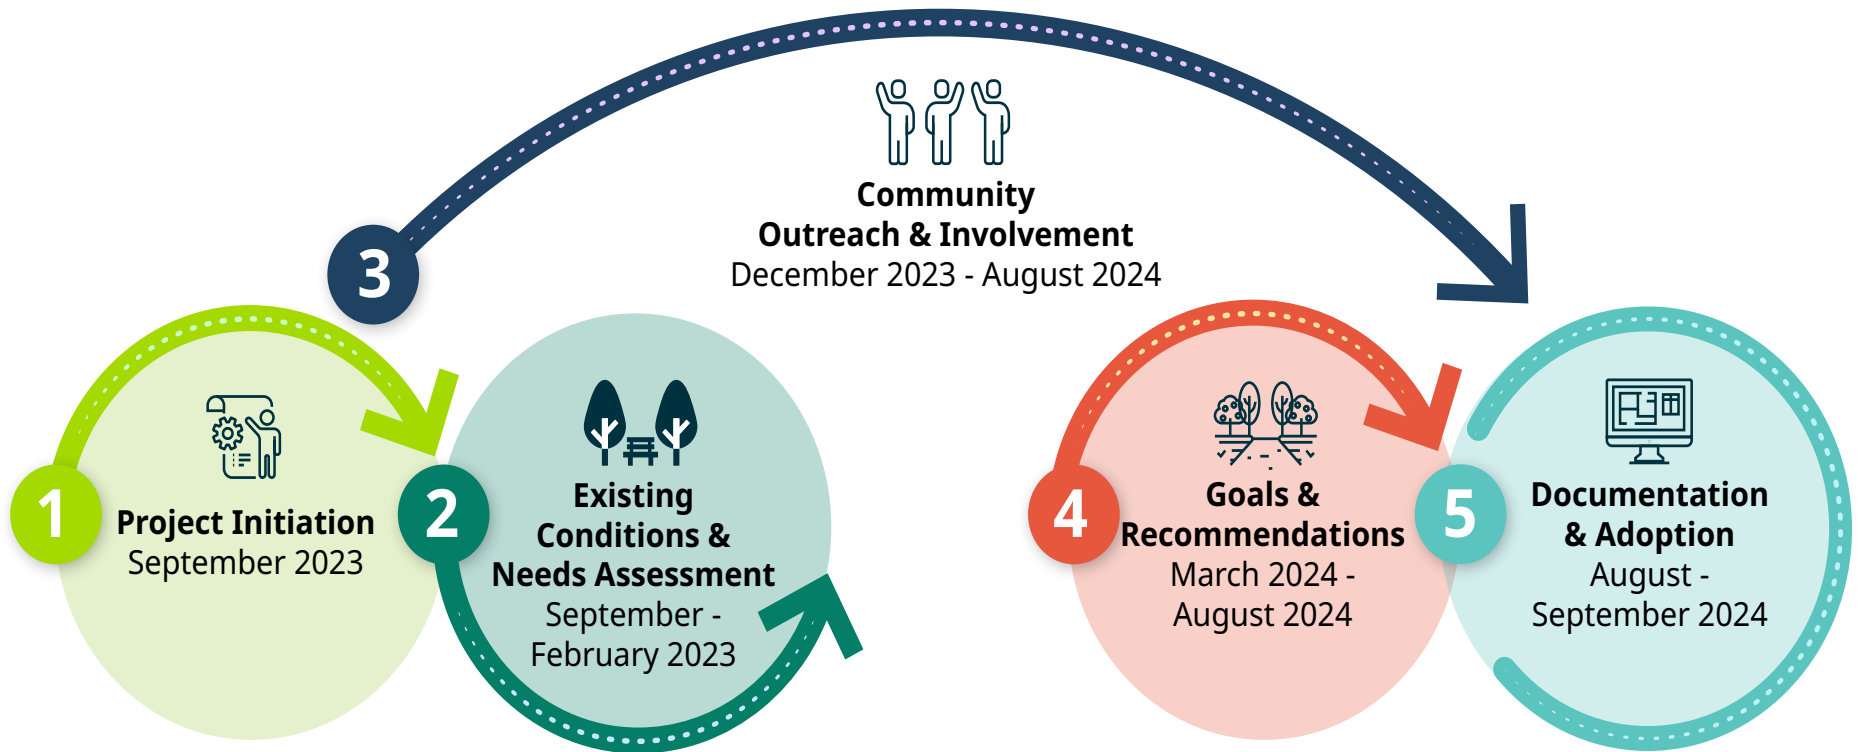 1
Project Initiation
September 2023
2
Existing
Conditions &
Needs Assessment
September -
February 2023
3
Community
Outreach & Involvement
December 2023 - August 2024
4
Goals &
Recommendations
March 2024 -
August 2024
5
Documentation
& Adoption
August -
September 2024